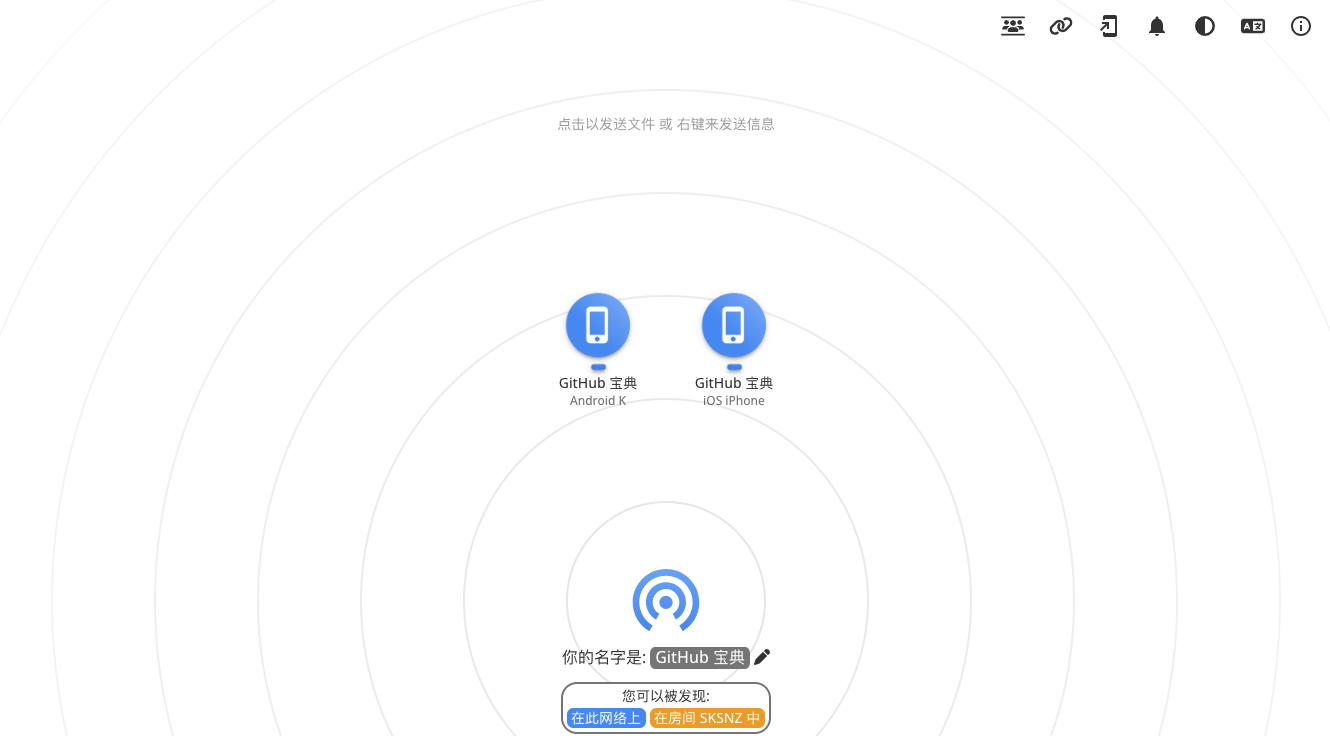 点击以发送文件 或 右键来发送信息
GitHub 宝典
Android K
GitHub 宝典
iOS iPhone
你的名字是: GitHub 宝典
您可以被发现:
在此网络上 在房间 SKSNZ 中